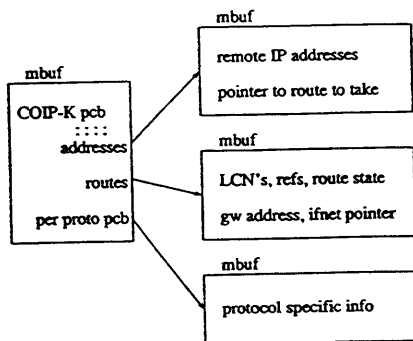 mbuf
COIP-K pcb
: : : :
addresses
routes
per proto pcb
mbuf
remote IP addresses
pointer to route to take
mbuf
LCN's, refs, route state
gw address, ifnet pointer
mbuf
protocol specific info